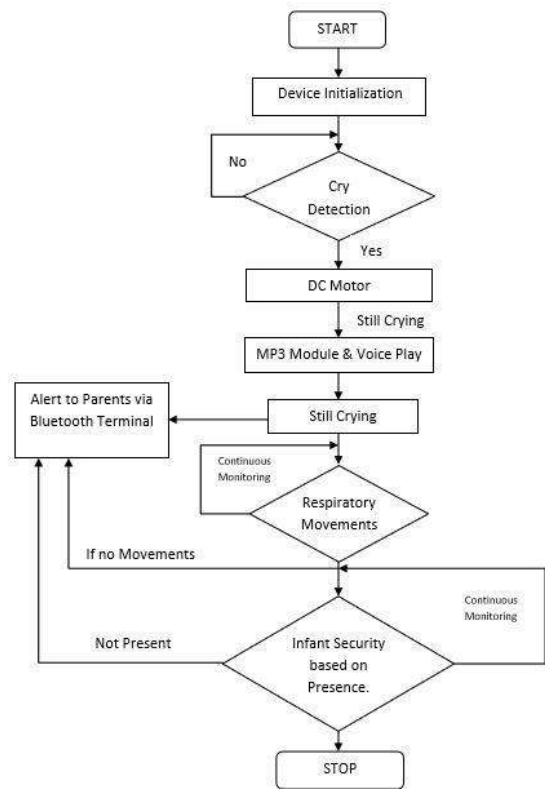 START
Device Initialization
No
Cry
Detection
Yes
DC Motor
Still Crying
MP3 Module & Voice Play
Alert to Parents via
Bluetooth Terminal
Still Crying
Continuous
Monitoring
Respiratory
Movements
If no Movements
Continuous
Monitoring
Not Present
Infant Security
based on
Presence.
STOP